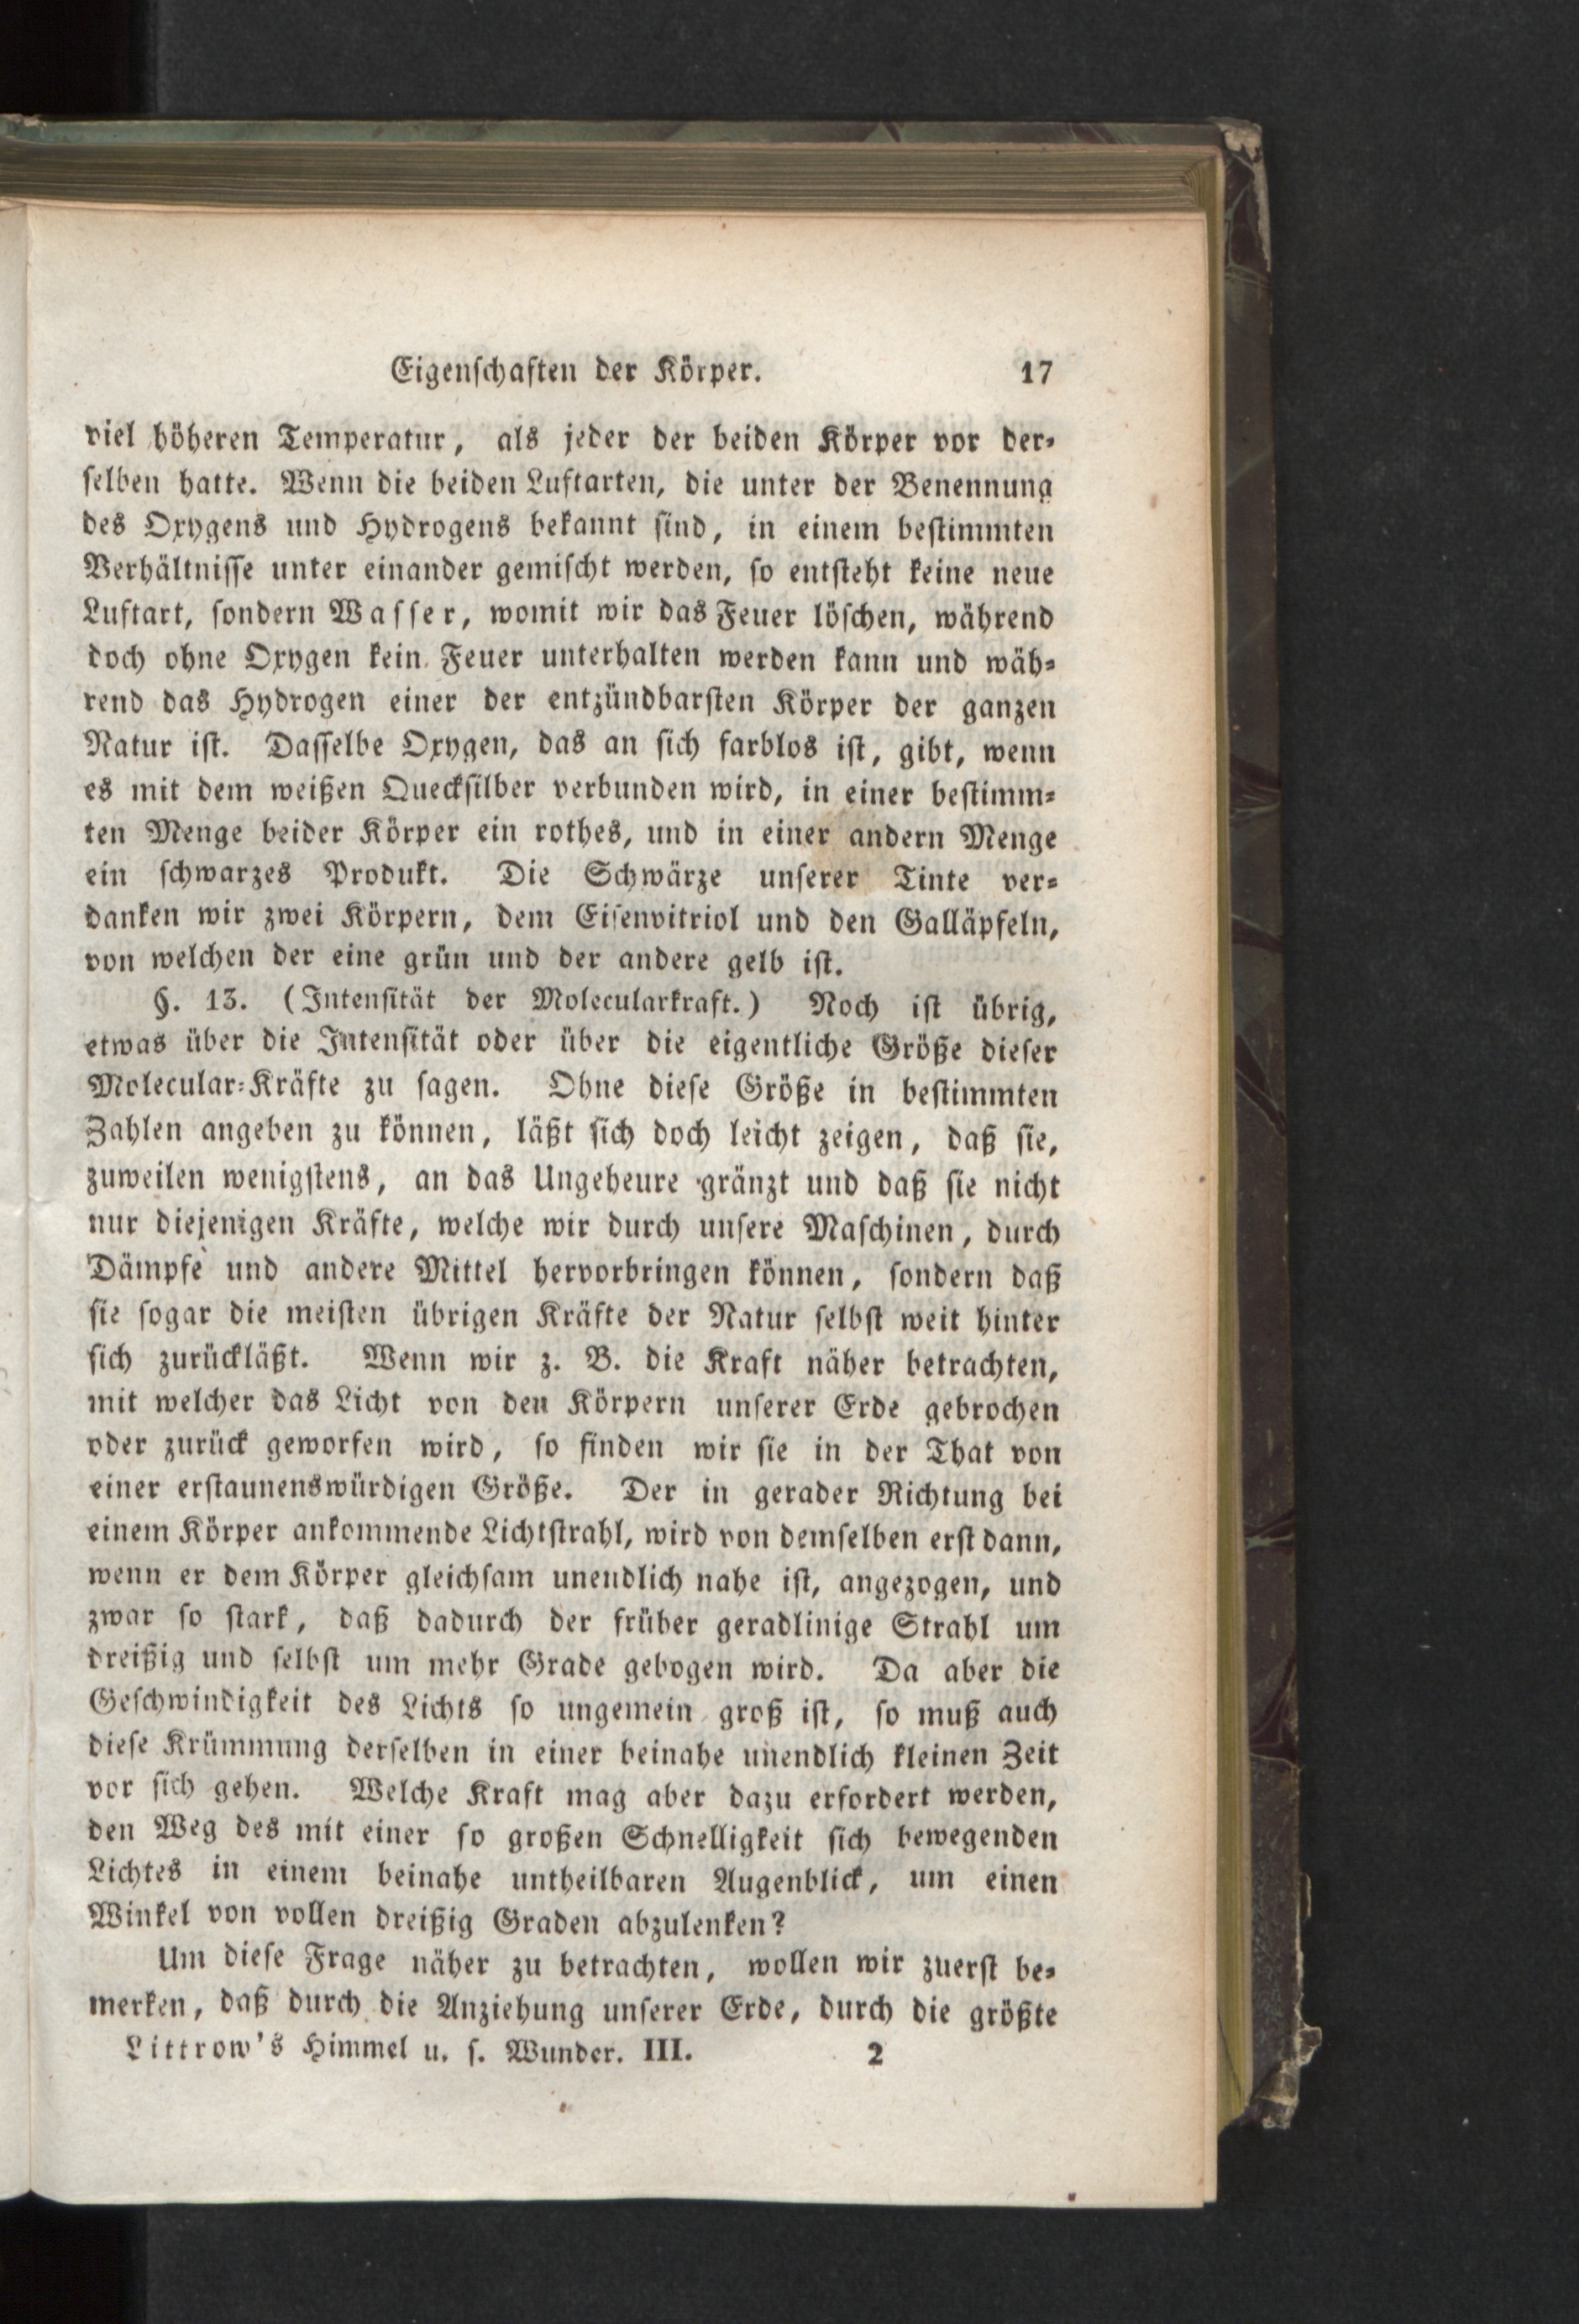 Eigenschaften der Körper. 17
viel höheren Temperatur, als jeder der beiden Körper vor der-
selben hatte. Wenn die beiden Luftarten, die unter der Benennung
des Oxygens und Hydrogens bekannt sind, in einem bestimmten
Verhältnisse unter einander gemischt werden, so entsteht keine neue
Luftart, sondern Wasser, womit wir das Feuer löschen, während
doch ohne Oxygen kein Feuer unterhalten werden kann und wäh-
rend das Hydrogen einer der entzündbarsten Körper der ganzen
Natur ist. Dasselbe Oxygen, das an sich farblos ist, gibt, wenn
es mit dem weißen Quecksilber verbunden wird, in einer bestimm-
ten Menge beider Körper ein rothes, und in einer andern Menge
ein schwarzes Produkt. Die Schwärze unserer Tinte ver-
danken wir zwei Körpern, dem Eisenvitriol und den Galläpfeln,
von welchen der eine grün und der andere gelb ist.
§. 13. (Intensität der Molecularkraft.) Noch ist übrig,
etwas über die Intensität oder über die eigentliche Größe dieser
Molecular-Kräfte zu sagen. Ohne diese Größe in bestimmten
Zahlen angeben zu können, läßt sich doch leicht zeigen, daß sie,
zuweilen wenigstens, an das Ungeheure gränzt und daß sie nicht
nur diejenigen Kräfte, welche wir durch unsere Maschinen, durch
Dämpfe und andere Mittel hervorbringen können, sondern daß
sie sogar die meisten übrigen Kräfte der Natur selbst weit hinter
sich zurückläßt. Wenn wir z. B. die Kraft näher betrachten,
mit welcher das Licht von den Körpern unserer Erde gebrochen
oder zurück geworfen wird, so finden wir sie in der That von
einer erstaunenswürdigen Größe. Der in gerader Richtung bei
einem Körper ankommende Lichtstrahl, wird von demselben erst dann,
wenn er dem Körper gleichsam unendlich nahe ist, angezogen, und
zwar so stark, daß dadurch der früher geradlinige Strahl um
dreißig und selbst um mehr Grade gebogen wird. Da aber die
Geschwindigkeit des Lichts so ungemein groß ist, so muß auch
diese Krümmung derselben in einer beinahe unendlich kleinen Zeit
vor sich gehen. Welche Kraft mag aber dazu erfordert werden,
den Weg des mit einer so großen Schnelligkeit sich bewegenden
Lichtes in einem beinahe untheilbaren Augenblick, um einen
Winkel von vollen dreißig Graden abzulenken?
Um diese Frage näher zu betrachten, wollen wir zuerst be-
merken, daß durch die Anziehung unserer Erde, durch die größte
Littrow's Himmel u. s. Wunder. III. 2